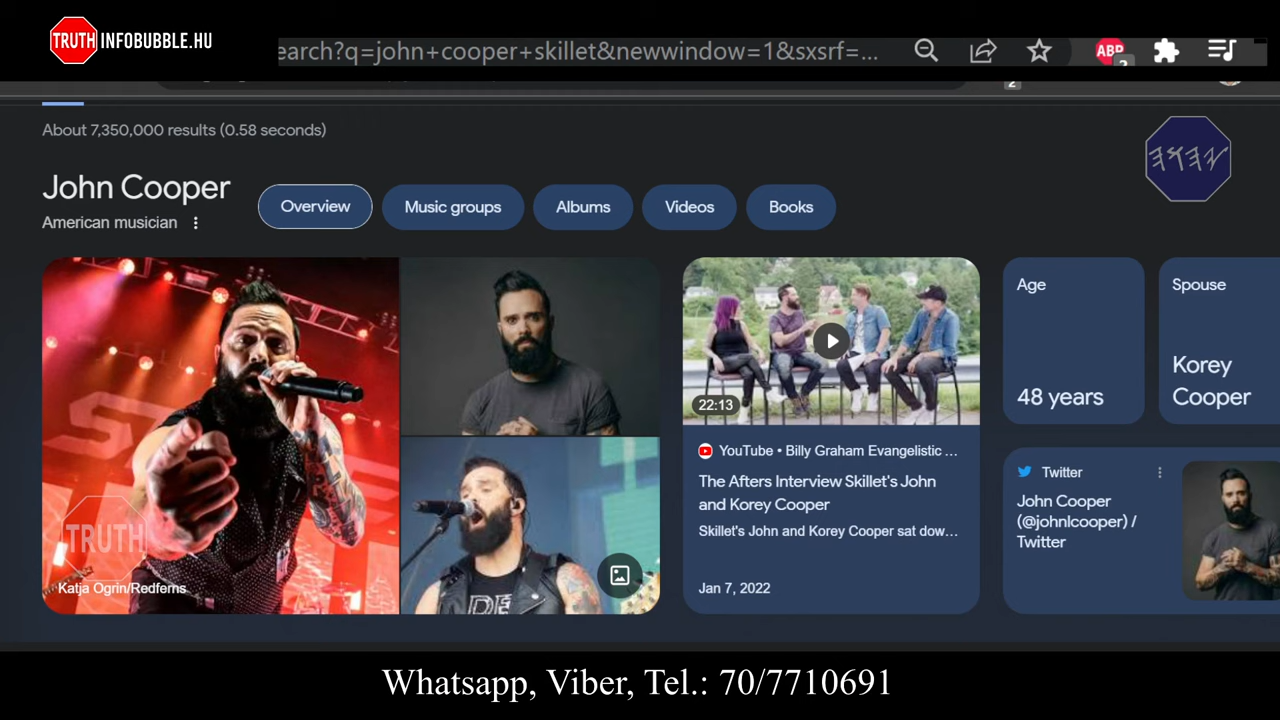 TRUTH INFOBUBBLE.HU
earch?q=john+cooper+skillet&newwindow=1&sxsrf=...
ABP
2
2
About 7,350,000 results (0.58 seconds)
John Cooper
American musician
Overview
Music groups
Albums
Videos
Books
TRUTH
Katja Ogrin/Redferns
22:13
YouTube • Billy Graham Evangelistic ...
The Afters Interview Skillet's John
and Korey Cooper
Skillet's John and Korey Cooper sat dow...
Jan 7, 2022
Age
48 years
Spouse
Korey
Cooper
Twitter
John Cooper
(@johnlcooper) /
Twitter
Whatsapp, Viber, Tel.: 70/7710691